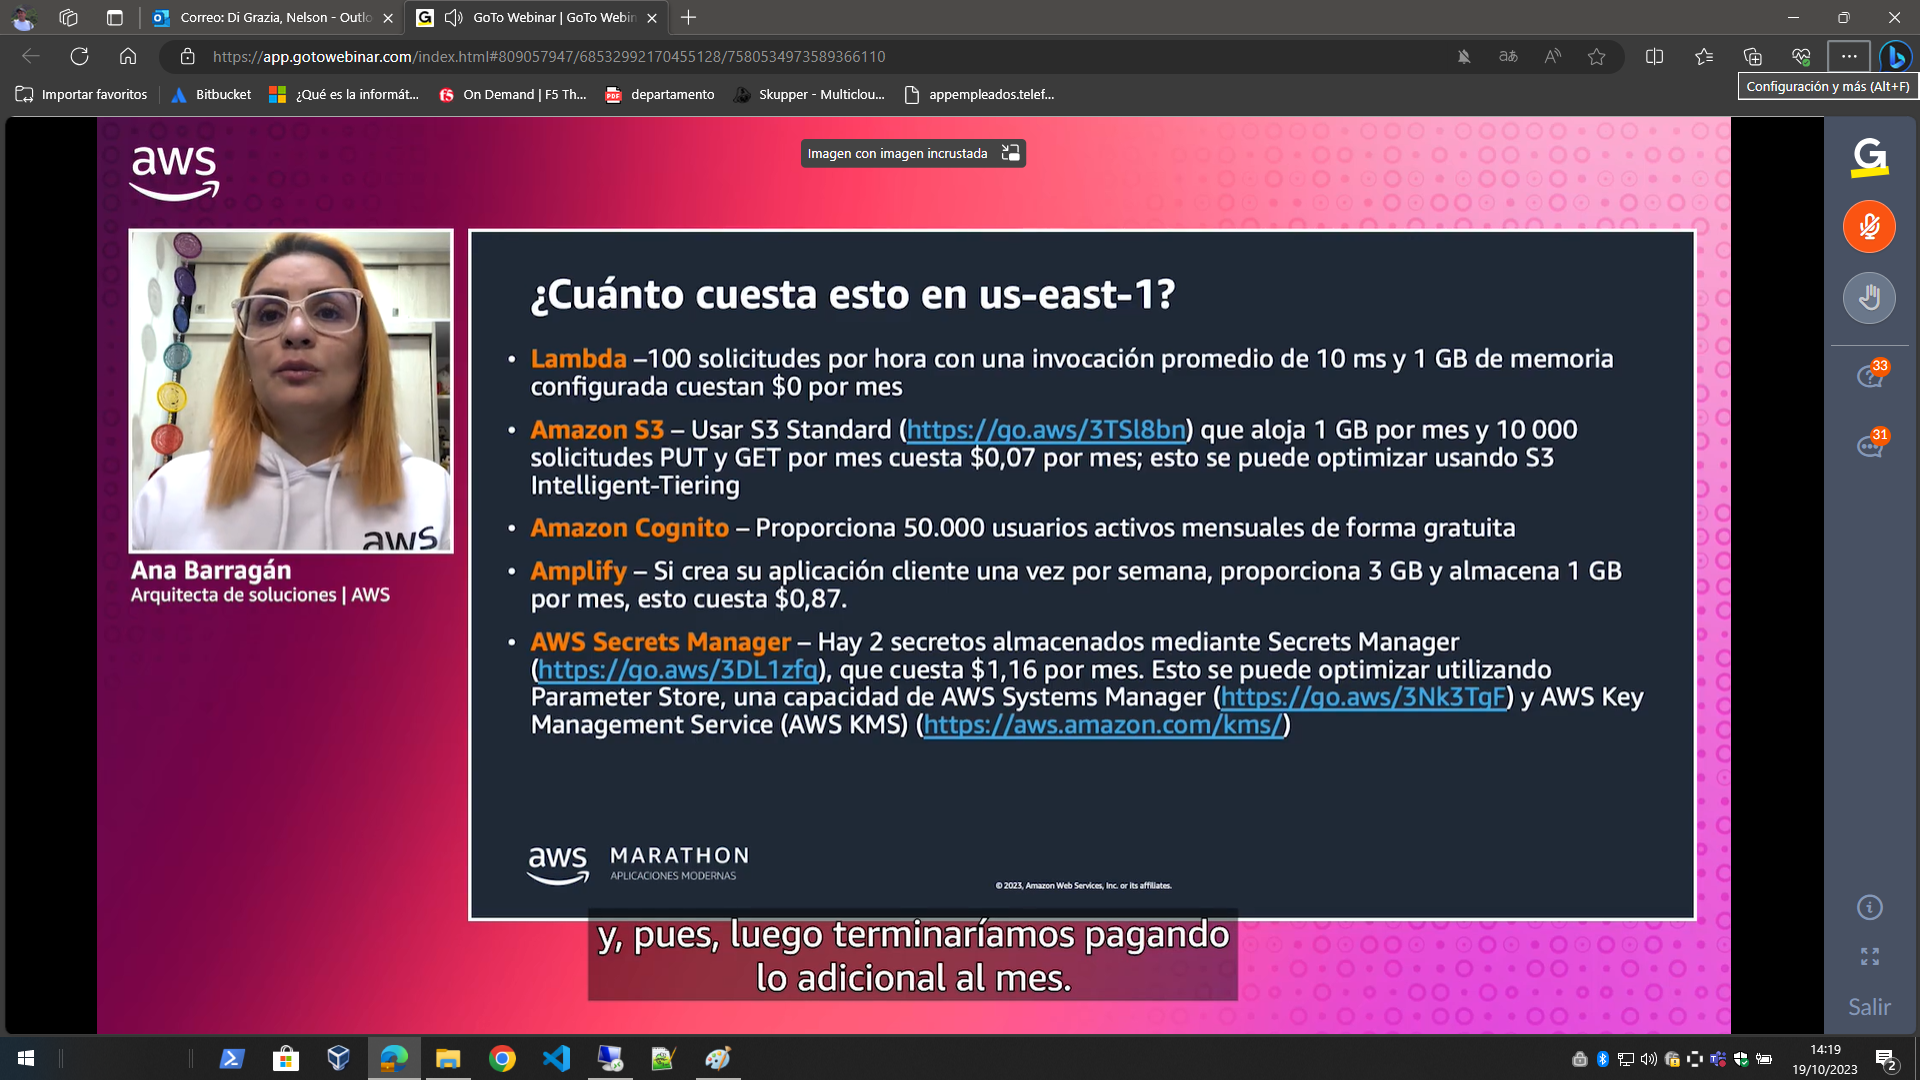 Correo: Di Grazia, Nelson - Outlo
GoTo Webinar | GoTo Webin
https://app.gotowebinar.com/index.html#809057947/68532992170455128/7580534973589366110
Importar favoritos
Bitbucket
¿Qué es la informát...
On Demand | F5 Th...
departamento
Skupper - Multiclou...
appempleados.telef...
Configuración y más (Alt+F)
aws
Imagen con imagen incrustada
aws
Ana Barragán
Arquitecta de soluciones | AWS
¿Cuánto cuesta esto en us-east-1?
• Lambda –100 solicitudes por hora con una invocación promedio de 10 ms y 1 GB de memoria
configurada cuestan $0 por mes
• Amazon S3 – Usar S3 Standard (https://go.aws/3TSl8bn) que aloja 1 GB por mes y 10 000
solicitudes PUT y GET por mes cuesta $0,07 por mes; esto se puede optimizar usando S3
Intelligent-Tiering
• Amazon Cognito – Proporciona 50.000 usuarios activos mensuales de forma gratuita
• Amplify – Si crea su aplicación cliente una vez por semana, proporciona 3 GB y almacena 1 GB
por mes, esto cuesta $0,87.
• AWS Secrets Manager – Hay 2 secretos almacenados mediante Secrets Manager
(https://go.aws/3DL1zfq), que cuesta $1,16 por mes. Esto se puede optimizar utilizando
Parameter Store, una capacidad de AWS Systems Manager (https://go.aws/3Nk3TgF) y AWS Key
Management Service (AWS KMS) (https://aws.amazon.com/kms/)
aws MARATHON
APLICACIONES MODERNAS
© 2023, Amazon Web Services, Inc. or its affiliates.
y, pues, luego terminaríamos pagando
lo adicional al mes.
33
31
Salir
14:19
19/10/2023
2